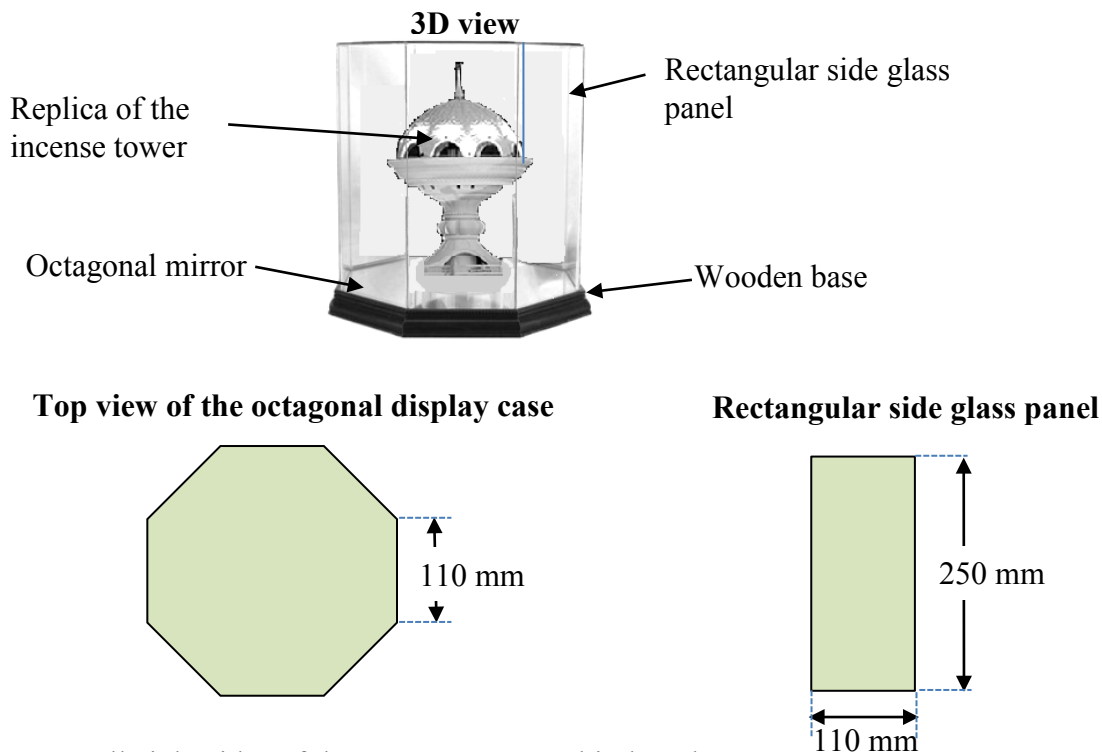 3D view
Rectangular side glass
panel
Replica of the
incense tower
Octagonal mirror
Wooden base
Top view of the octagonal display case
Rectangular side glass panel
110 mm
250 mm
110 mm